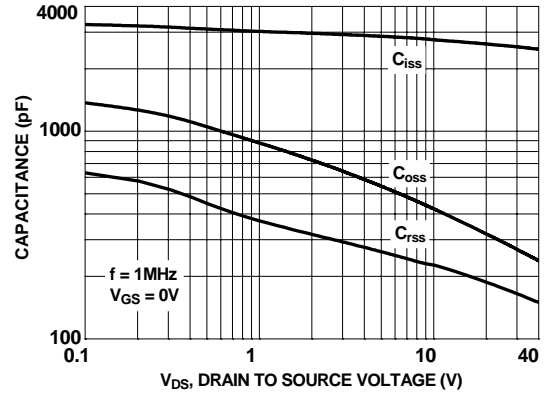 4000
1000
100
CAPACITANCE (pF)
Ciss
Coss
Crss
f = 1MHz
VGS = 0V
0.1
1
10
40
VDS, DRAIN TO SOURCE VOLTAGE (V)